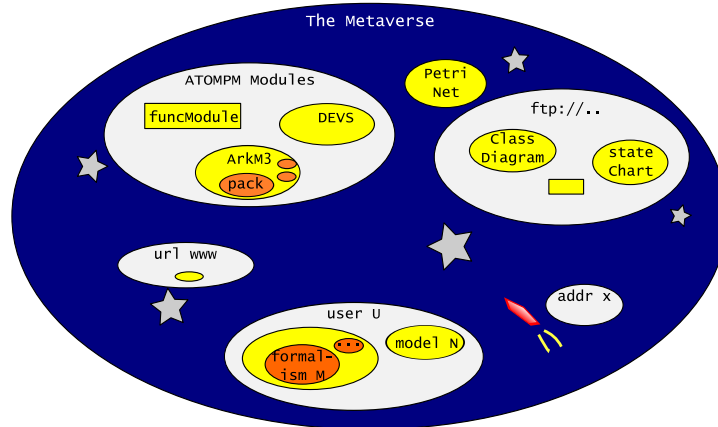 The Metaverse
ATOMPM Modules
funcModule
DEVS
ArkM3
pack
Petri
Net
ftp://..
Class
Diagram
state
Chart
url www
addr x
user U
...
formal-
ism M
model N